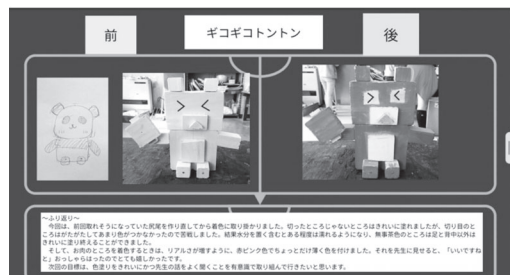 前
ギコギコトントン
後
～ふり返り～
今回は、前回取れそうになっていた尻尾を作り直してから着色に取り掛かりました。切ったところじゃないところはきれいに塗れましたが、切り目のと
ころはがたがたしてあまり色がつかなかったので苦戦しました。結果水分を置く含むとある程度は濡れるようになり、無事茶色のところは足と背中以外は
きれいに塗り終えることができました。
そして、お肉のところを着色するときは、リアルさが増すように、赤ピンク色でちょっとだけ薄く色を付けました。それを先生に見せると、「いいですね
と」おっしゃらはったのでとても嬉しかったです。
次回の目標は、色塗りをきれいにかつ先生の話をよく聞くことを有意識で取り組んで行きたいと思います。